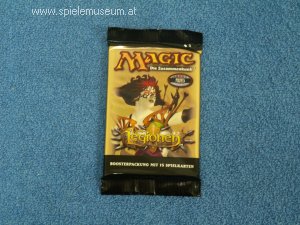 www.spielemuseum.at
MAGIC
Die Zusammenkunft
Legionen
BOOSTERPACKUNG MIT 15 SPIELKARTEN